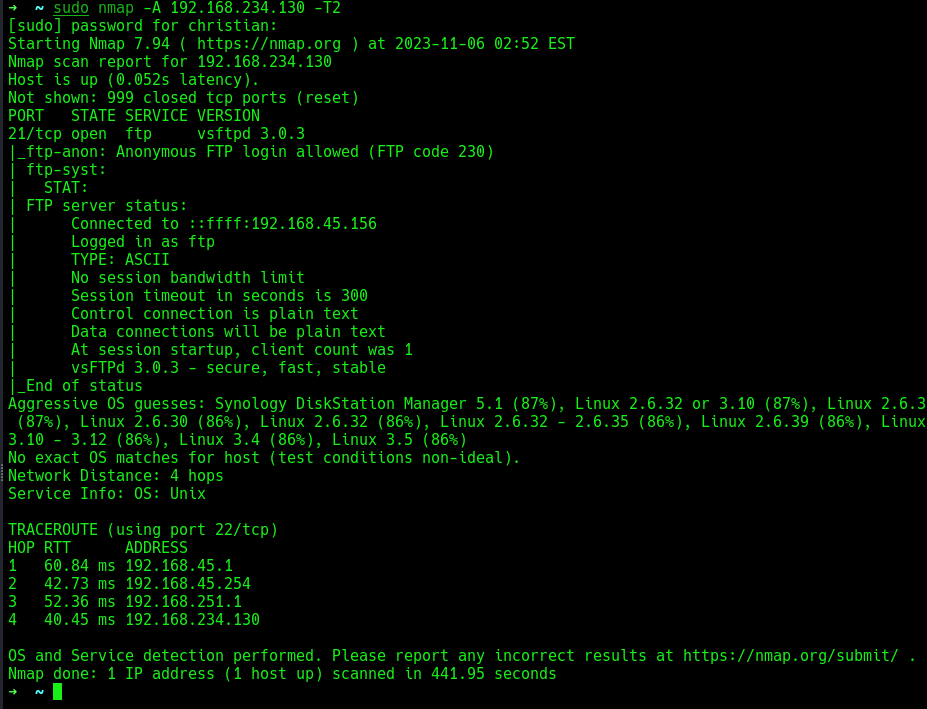 →  ~ sudo nmap -A 192.168.234.130 -T2
[sudo] password for christian:
Starting Nmap 7.94 ( https://nmap.org ) at 2023-11-06 02:52 EST
Nmap scan report for 192.168.234.130
Host is up (0.052s latency).
Not shown: 999 closed tcp ports (reset)
PORT   STATE SERVICE VERSION
21/tcp open  ftp     vsftpd 3.0.3
|_ftp-anon: Anonymous FTP login allowed (FTP code 230)
| ftp-syst:
|   STAT:
| FTP server status:
|      Connected to ::ffff:192.168.45.156
|      Logged in as ftp
|      TYPE: ASCII
|      No session bandwidth limit
|      Session timeout in seconds is 300
|      Control connection is plain text
|      Data connections will be plain text
|      At session startup, client count was 1
|      vsFTPd 3.0.3 - secure, fast, stable
|_End of status
Aggressive OS guesses: Synology DiskStation Manager 5.1 (87%), Linux 2.6.32 or 3.10 (87%), Linux 2.6.3
 (87%), Linux 2.6.30 (86%), Linux 2.6.32 (86%), Linux 2.6.32 - 2.6.35 (86%), Linux 2.6.39 (86%), Linux
3.10 - 3.12 (86%), Linux 3.4 (86%), Linux 3.5 (86%)
No exact OS matches for host (test conditions non-ideal).
Network Distance: 4 hops
Service Info: OS: Unix

TRACEROUTE (using port 22/tcp)
HOP RTT      ADDRESS
1   60.84 ms 192.168.45.1
2   42.73 ms 192.168.45.254
3   52.36 ms 192.168.251.1
4   40.45 ms 192.168.234.130

OS and Service detection performed. Please report any incorrect results at https://nmap.org/submit/ .
Nmap done: 1 IP address (1 host up) scanned in 441.95 seconds
→  ~